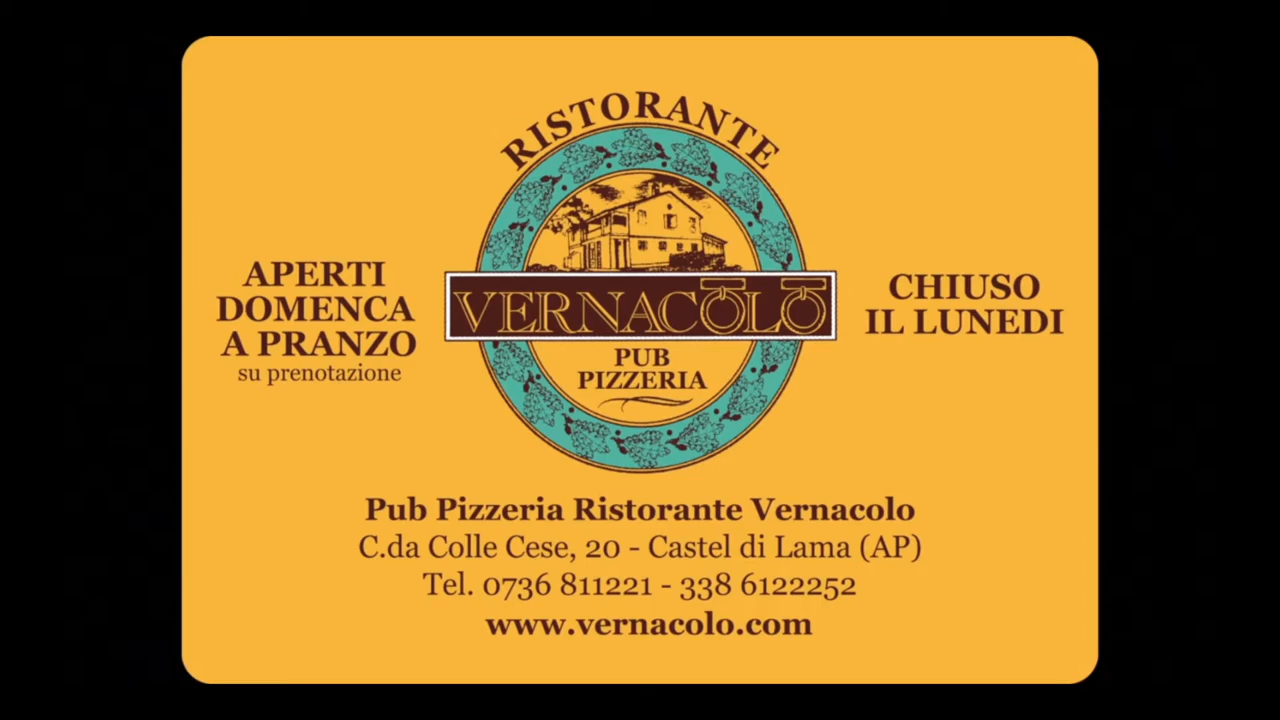 RISTORANTE
VERNACOLO
PUB
PIZZERIA
APERTI
DOMENCA
A PRANZO
su prenotazione
CHIUSO
IL LUNEDI
Pub Pizzeria Ristorante Vernacolo
C.da Colle Cese, 20 - Castel di Lama (AP)
Tel. 0736 811221 - 338 6122252
www.vernacolo.com